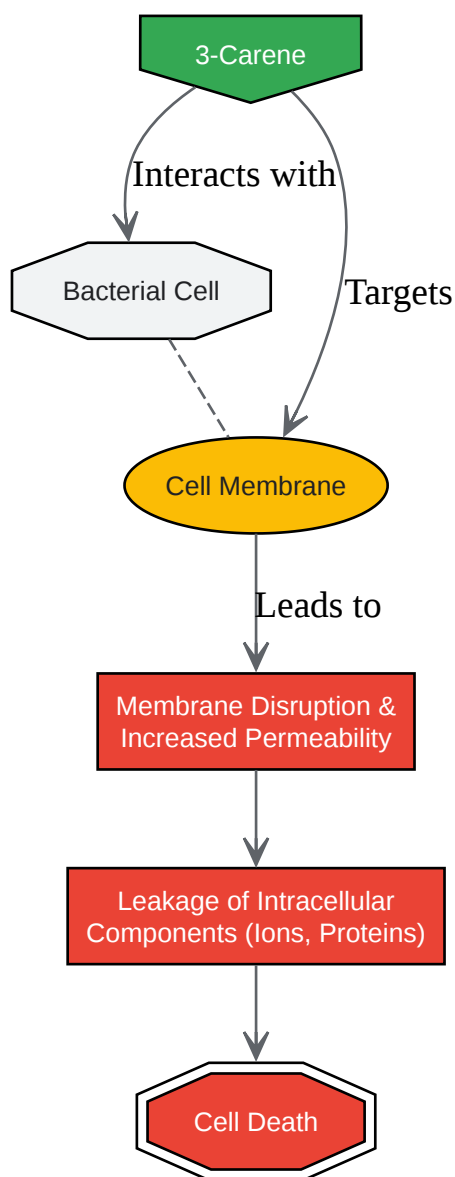 3-Carene
Interacts with
Bacterial Cell
Targets
Cell Membrane
Leads to
Membrane Disruption &
Increased Permeability
Leakage of Intracellular
Components (Ions, Proteins)
Cell Death